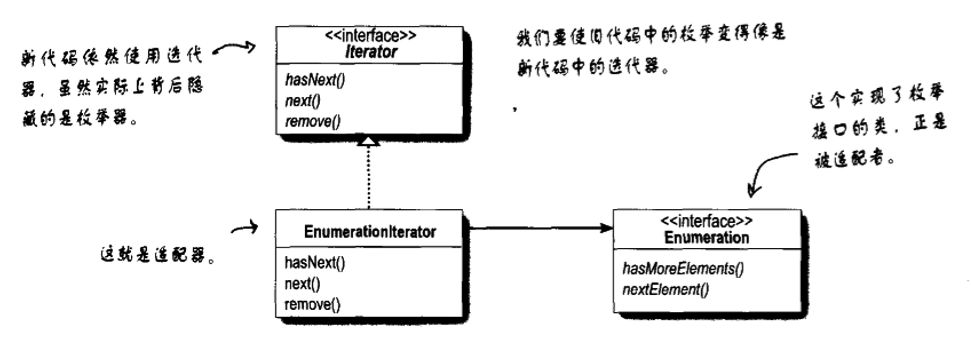 新代码依然使用迭代
器，虽然实际上背后隐
藏的是枚举器。
<<interface>>
Iterator
hasNext()
next()
remove()
我们要使旧代码中的枚举变得像是
新代码中的迭代器。
这个实现了枚举
接口的类，正是
被适配者。
这就是适配器。
EnumerationIterator
hasNext()
next()
remove()
<<interface>>
Enumeration
hasMoreElements()
nextElement()